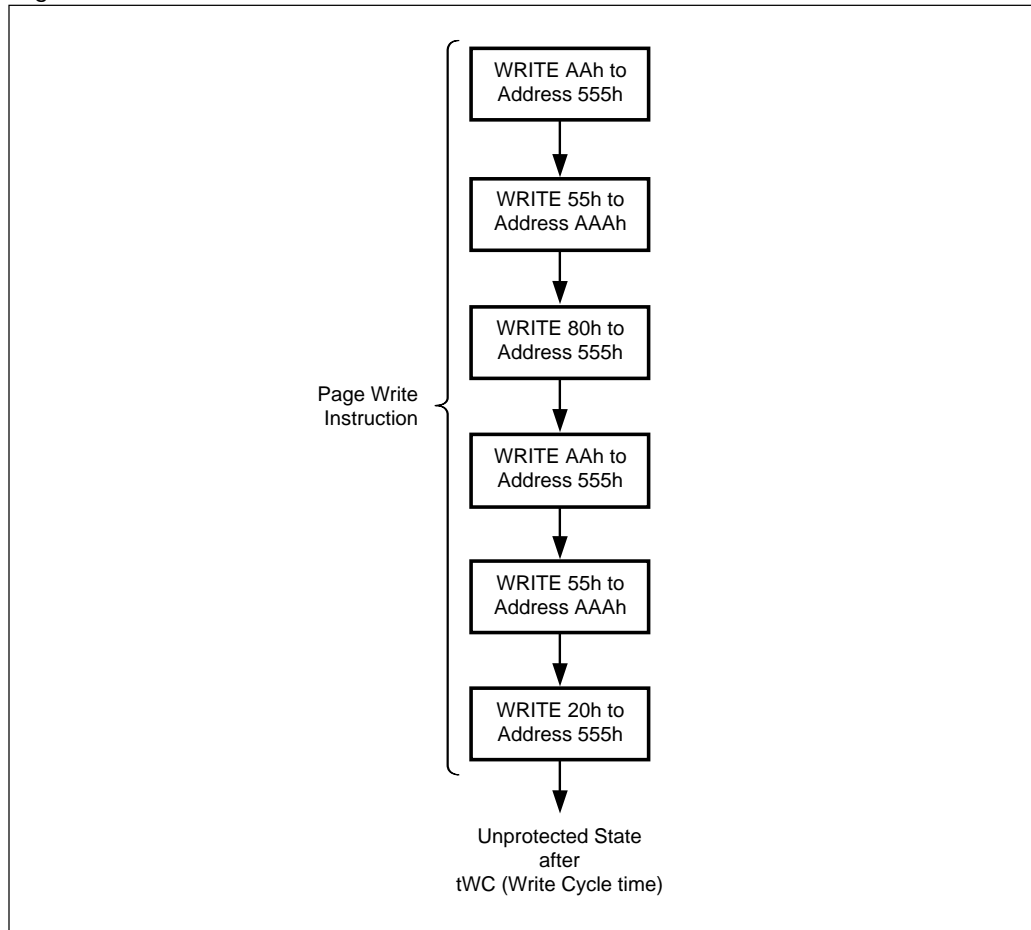 WRITE AAh to
Address 555h
WRITE 55h to
Address AAAh
WRITE 80h to
Address 555h
Page Write
Instruction
WRITE AAh to
Address 555h
WRITE 55h to
Address AAAh
WRITE 20h to
Address 555h
Unprotected State
after
tWC (Write Cycle time)